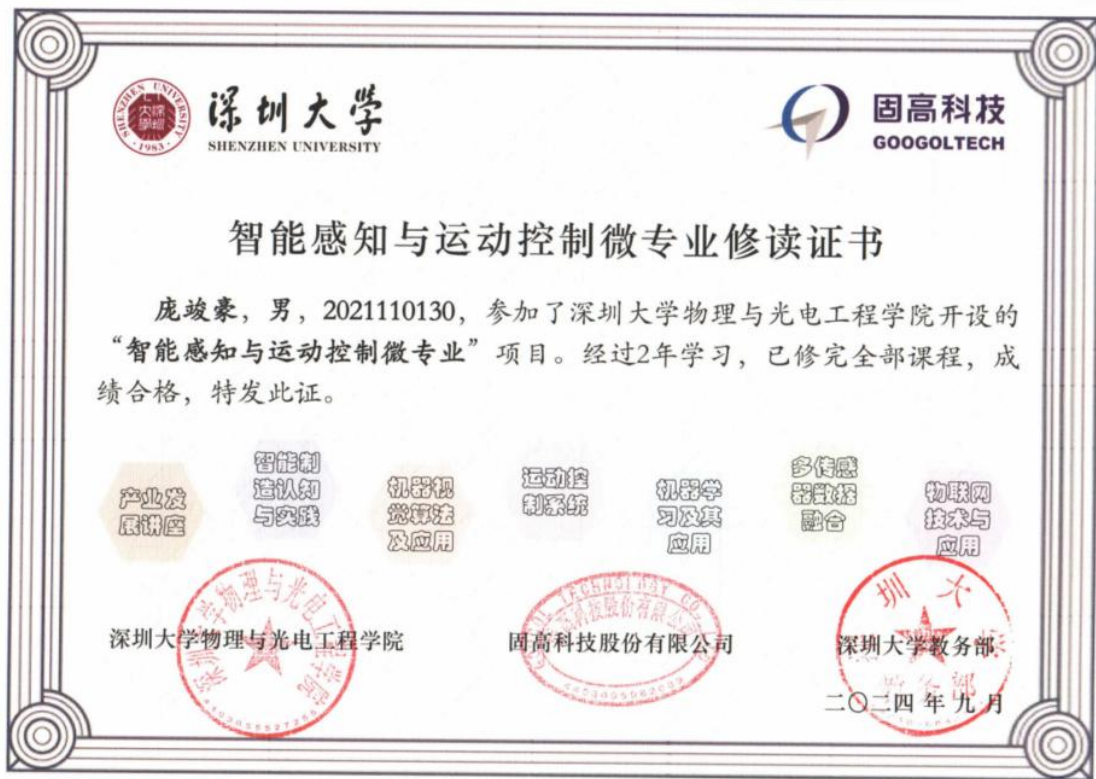 深圳大学
SHENZHEN UNIVERSITY
SHENZHEN UNIVERSITY
·1983·
固高科技
GOOGOLTECH
智能感知与运动控制微专业修读证书
庞竣豪，男，2021110130，参加了深圳大学物理与光电工程学院开设的
“智能感知与运动控制微专业”项目。经过2年学习，已修完全部课程，成
绩合格，特发此证。
产业发
展讲座
智能制
造认知
与实践
机器视
觉算法
及应用
运动控
制系统
机器学
习及其
应用
多传感
器数据
融合
物联网
技术与
应用
深圳大学物理与光电工程学院
固高科技股份有限公司
深圳大学教务部
二〇二四年九月